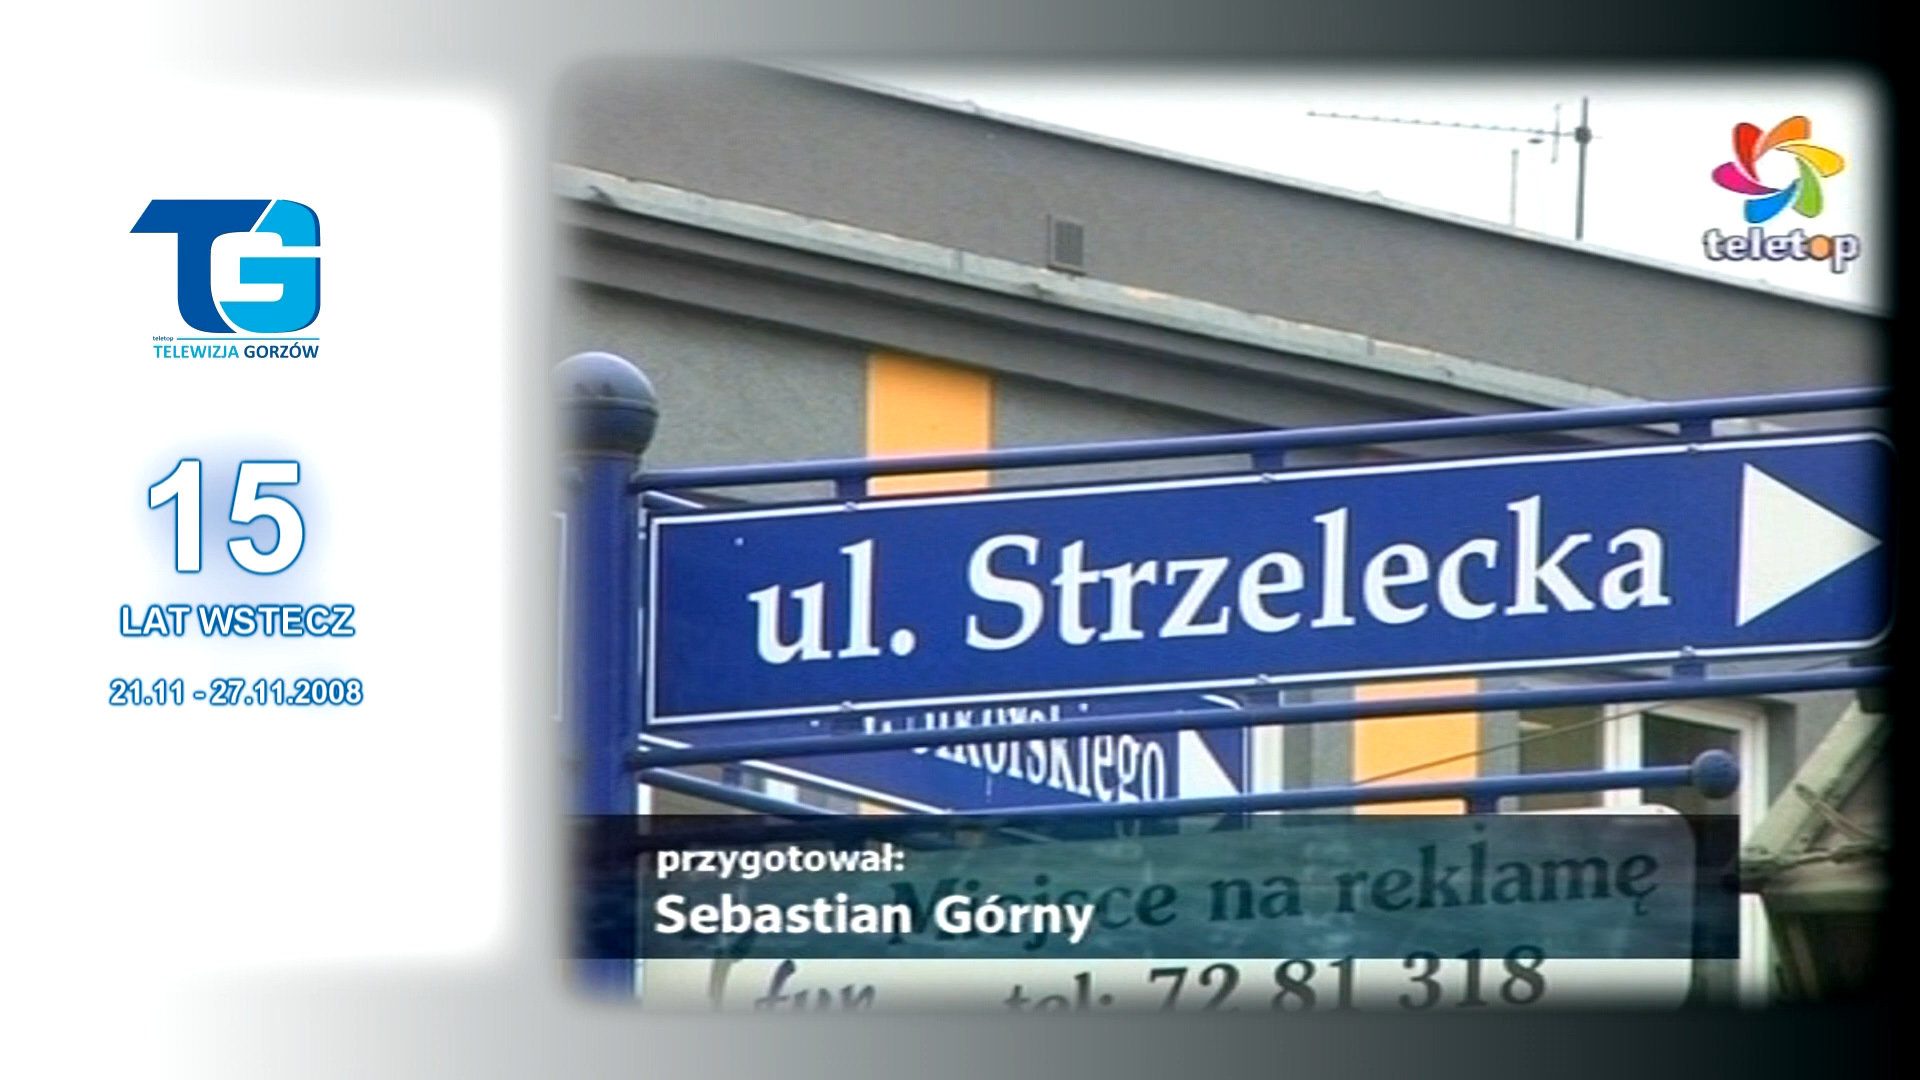 TG
teletop
TELEWIZJA GORZÓW
15
LAT WSTECZ
21.11 - 27.11.2008
teletop
ul. Strzelecka
przygotował:
Sebastian Górny
Miejsce na reklamę
tel: 72 81 318